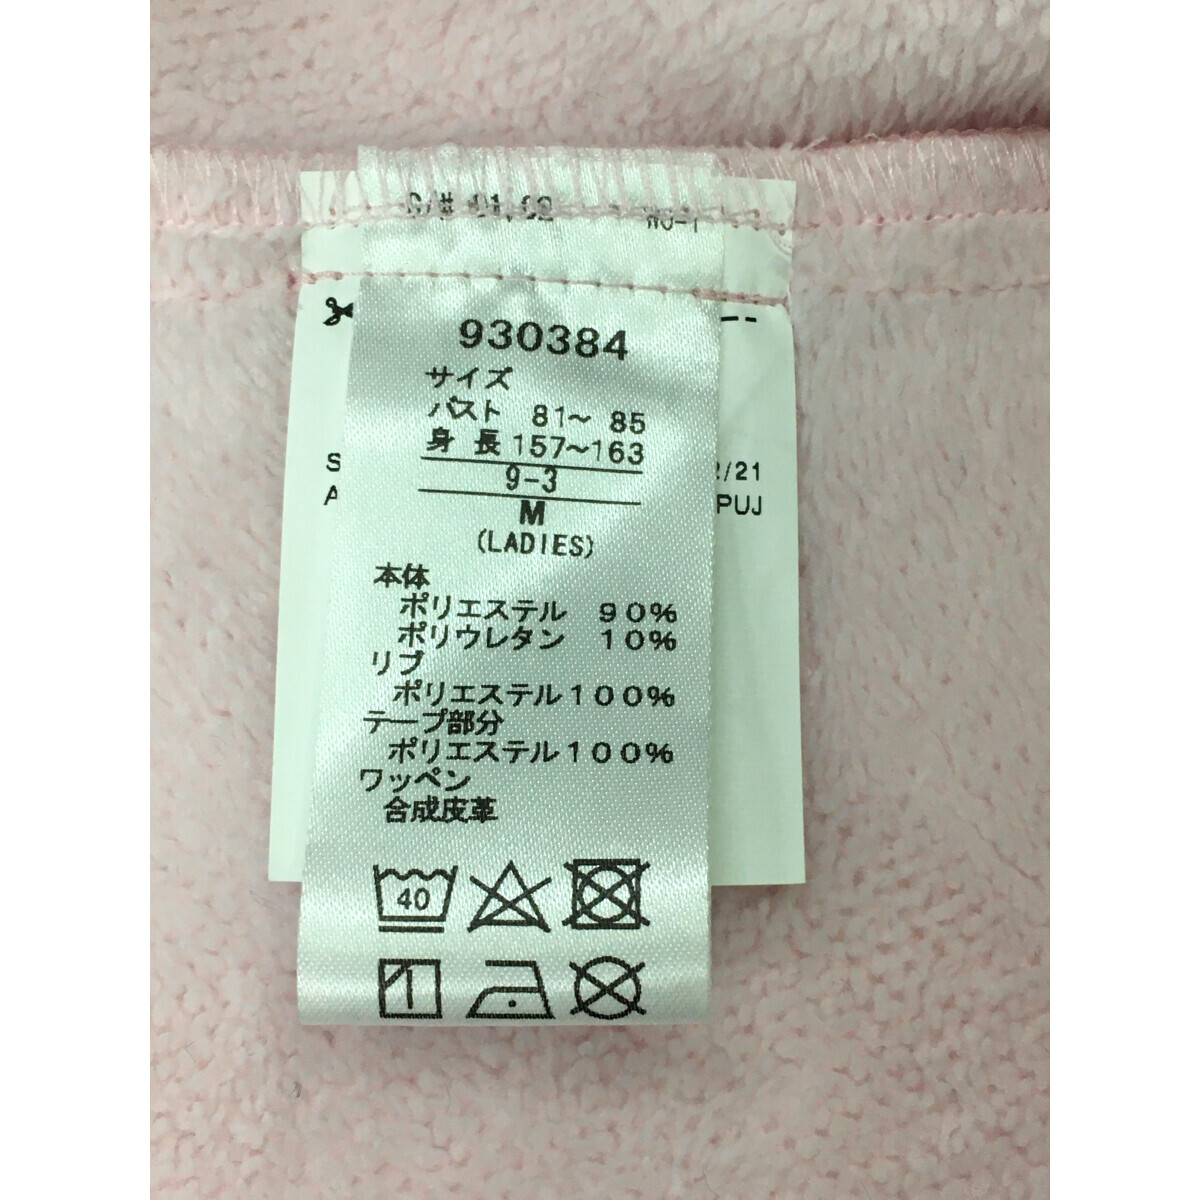 930384
サイズ
バスト 81～ 85
身 長 157～163
9-3
M
(LADIES)
2/21
PUJ
S
A
本体
ポリエステル 90%
ポリウレタン 10%
リブ
ポリエステル100%
テープ部分
ポリエステル100%
ワッペン
合成皮革
40